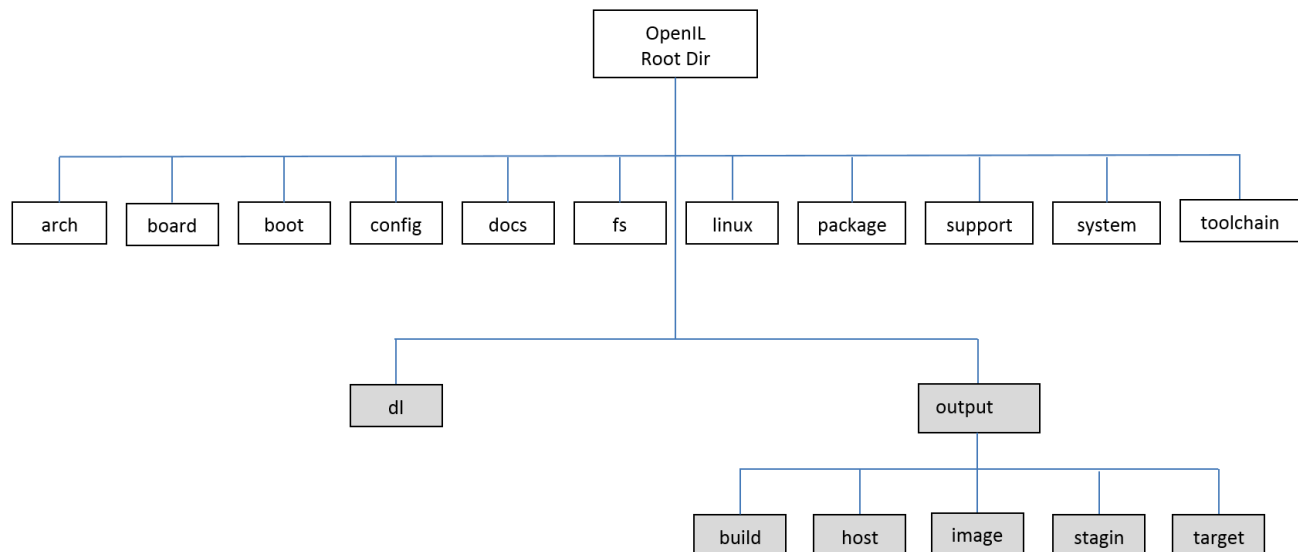 OpenIL
Root Dir
arch
board
boot
config
docs
fs
linux
package
support
system
toolchain
dl
output
build
host
image
stagin
target